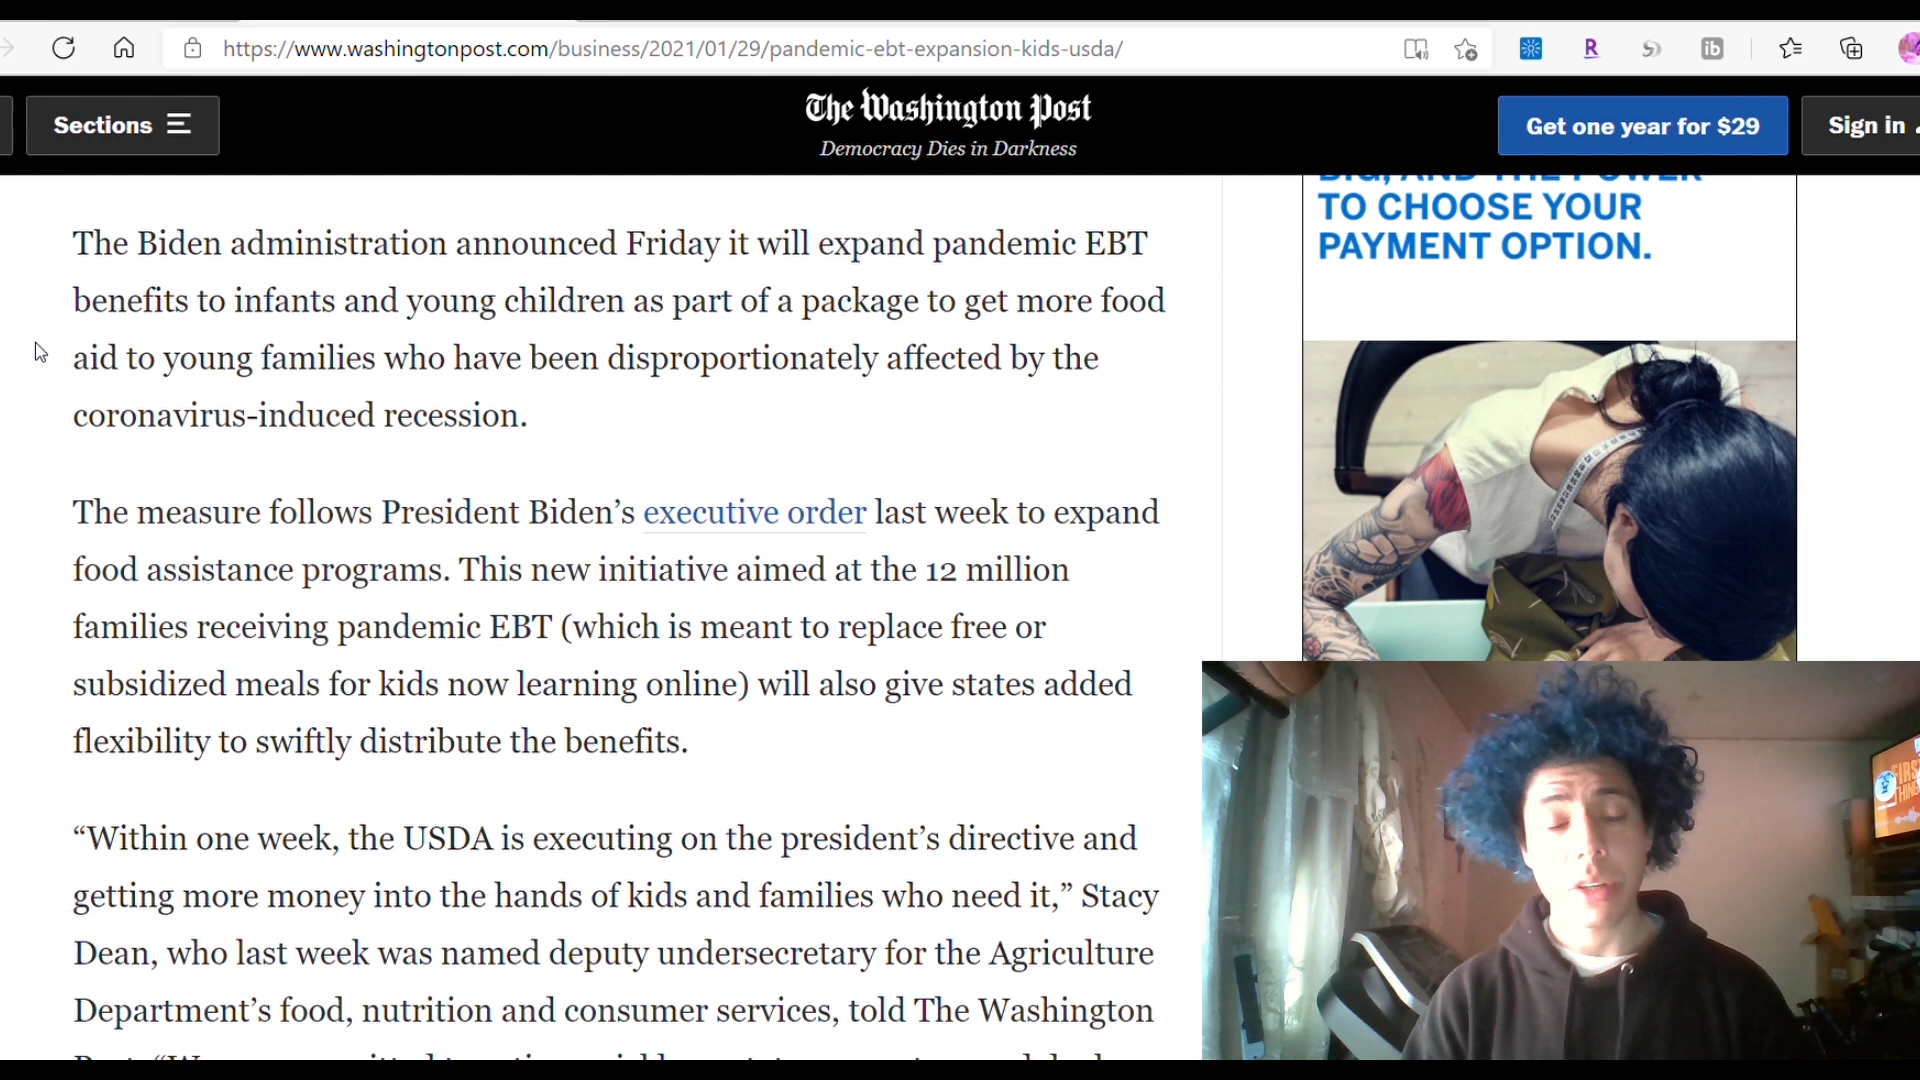 https://www.washingtonpost.com/business/2021/01/29/pandemic-ebt-expansion-kids-usda/
R
ib
Sections
The Washington Post
Democracy Dies in Darkness
Get one year for $29
Sign in
BIG, AND THE POWER
TO CHOOSE YOUR
PAYMENT OPTION.
The Biden administration announced Friday it will expand pandemic EBT
benefits to infants and young children as part of a package to get more food
aid to young families who have been disproportionately affected by the
coronavirus-induced recession.
The measure follows President Biden’s executive order last week to expand
food assistance programs. This new initiative aimed at the 12 million
families receiving pandemic EBT (which is meant to replace free or
subsidized meals for kids now learning online) will also give states added
flexibility to swiftly distribute the benefits.
“Within one week, the USDA is executing on the president’s directive and
getting more money into the hands of kids and families who need it,” Stacy
Dean, who last week was named deputy undersecretary for the Agriculture
Department’s food, nutrition and consumer services, told The Washington